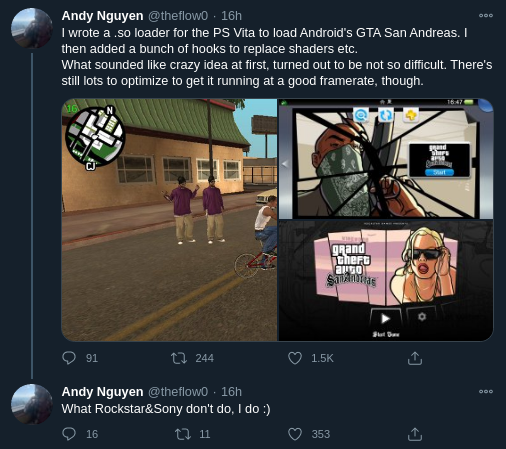 Andy Nguyen @theflow0 · 16h
I wrote a .so loader for the PS Vita to load Android's GTA San Andreas. I
then added a bunch of hooks to replace shaders etc.
What sounded like crazy idea at first, turned out to be not so difficult. There's
still lots to optimize to get it running at a good framerate, though.
16
N
CJ
16:47
grand
theft
auto
SanAndreas
Start
grand
theft
auto
SanAndreas
Start Game
91 244 1.5K
Andy Nguyen @theflow0 · 16h
What Rockstar&Sony don't do, I do :)
16 11 353